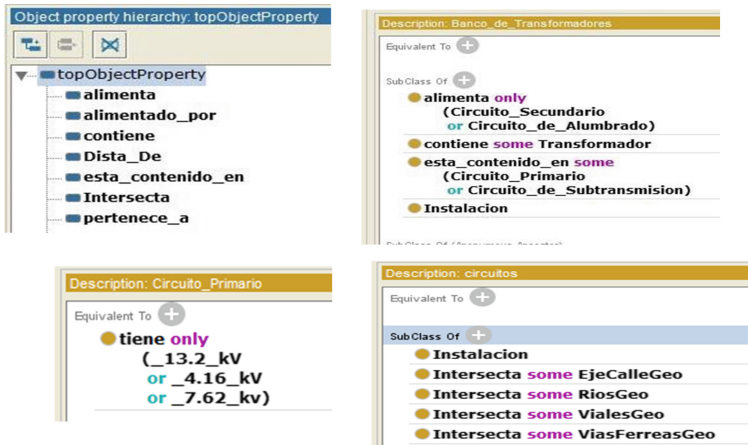 Object property hierarchy: topObjectProperty
topObjectProperty
alimenta
alimentado_por
contiene
Dista_De
esta_contenido_en
Intersecta
pertenece_a
Description: Banco_de_Transformadores
Equivalent To
SubClass Of
alimenta only
(Circuito_Secundario
or Circuito_de_Alumbrado)
contiene some Transformador
esta_contenido_en some
(Circuito_Primario
or Circuito_de_Subtransmision)
Instalacion
Description: Circuito_Primario
Equivalent To
tiene only
(_13.2_kV
or _4.16_kV
or _7.62_kv)
Description: circuitos
Equivalent To
SubClass Of
Instalacion
Intersecta some EjeCalleGeo
Intersecta some RiosGeo
Intersecta some VialesGeo
Intersecta some ViasFerreasGeo